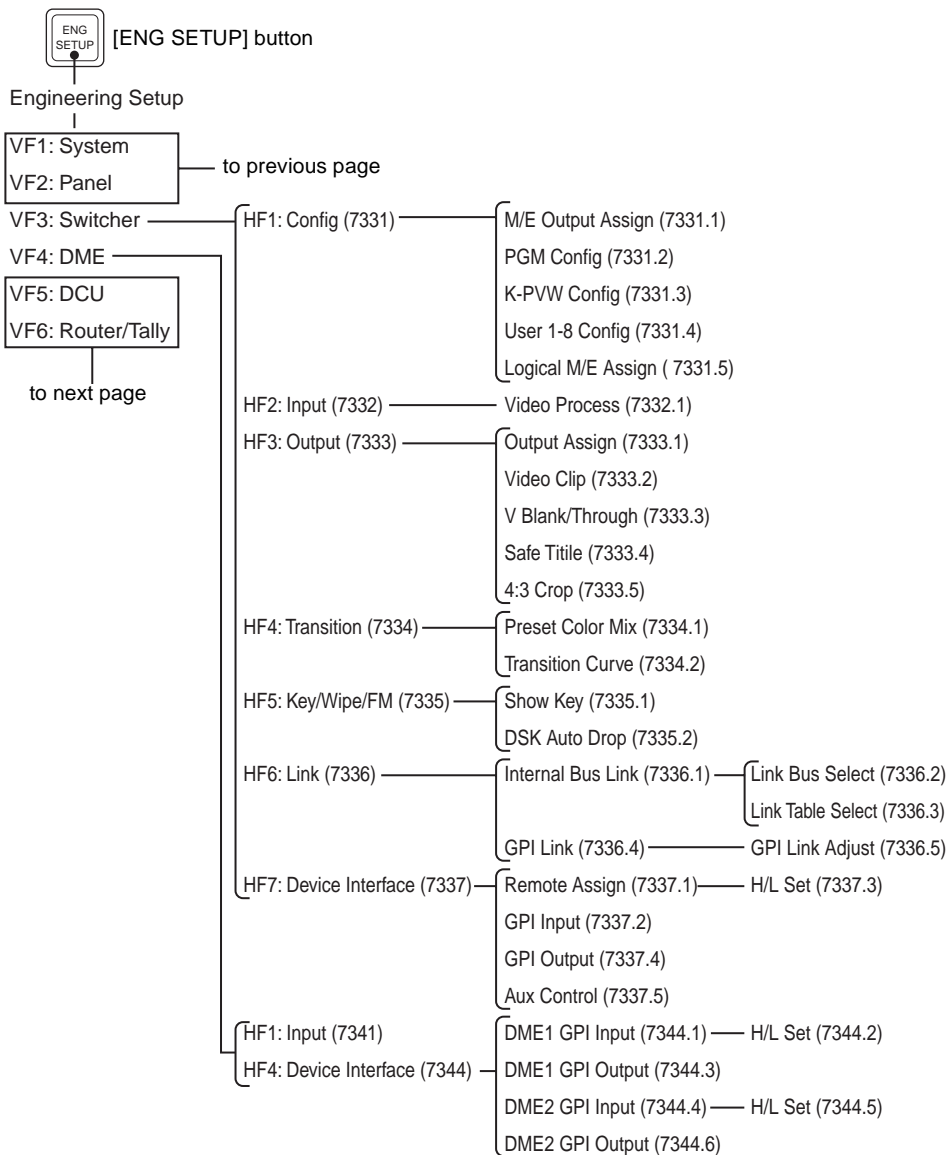 ENG
SETUP
[ENG SETUP] button
Engineering Setup
VF1: System
VF2: Panel
to previous page
VF3: Switcher
VF4: DME
VF5: DCU
VF6: Router/Tally
to next page
HF1: Config (7331)
M/E Output Assign (7331.1)
PGM Config (7331.2)
K-PVW Config (7331.3)
User 1-8 Config (7331.4)
Logical M/E Assign ( 7331.5)
HF2: Input (7332)
Video Process (7332.1)
HF3: Output (7333)
Output Assign (7333.1)
Video Clip (7333.2)
V Blank/Through (7333.3)
Safe Titile (7333.4)
4:3 Crop (7333.5)
HF4: Transition (7334)
Preset Color Mix (7334.1)
Transition Curve (7334.2)
HF5: Key/Wipe/FM (7335)
Show Key (7335.1)
DSK Auto Drop (7335.2)
HF6: Link (7336)
Internal Bus Link (7336.1)
Link Bus Select (7336.2)
Link Table Select (7336.3)
GPI Link (7336.4)
GPI Link Adjust (7336.5)
HF7: Device Interface (7337)
Remote Assign (7337.1)
H/L Set (7337.3)
GPI Input (7337.2)
GPI Output (7337.4)
Aux Control (7337.5)
HF1: Input (7341)
HF4: Device Interface (7344)
DME1 GPI Input (7344.1)
H/L Set (7344.2)
DME1 GPI Output (7344.3)
DME2 GPI Input (7344.4)
H/L Set (7344.5)
DME2 GPI Output (7344.6)